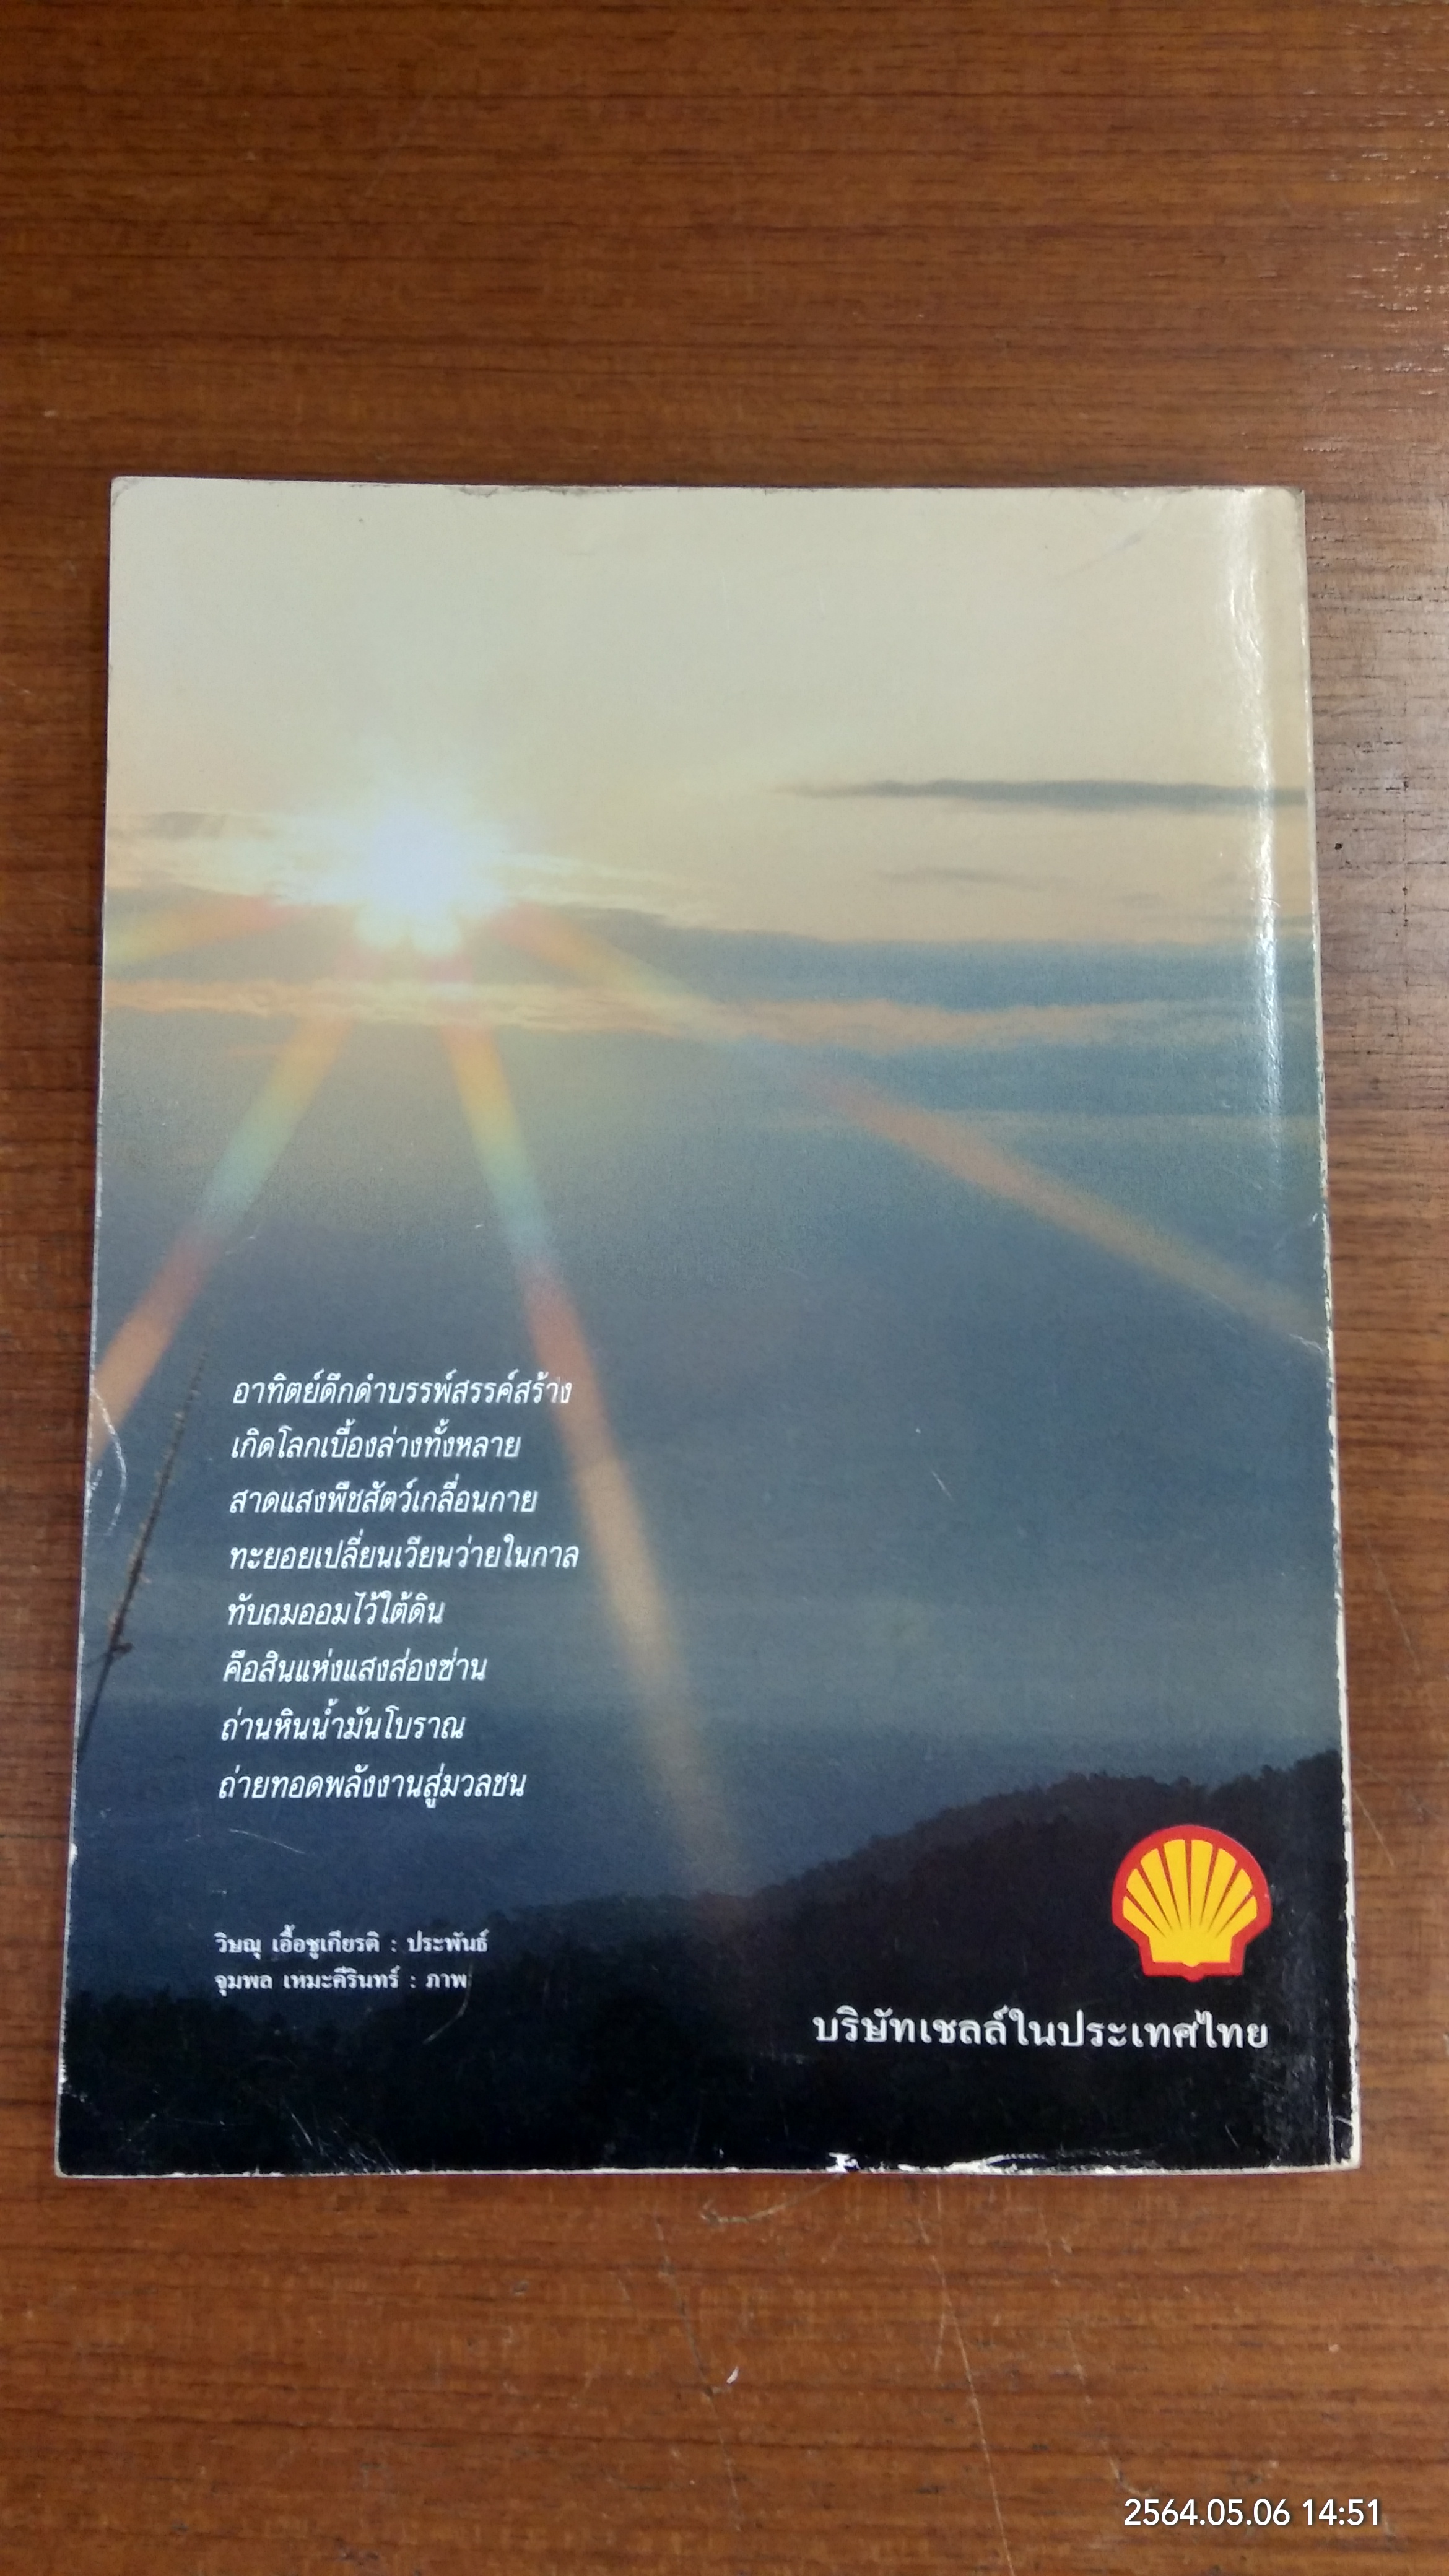 อาทิตย์ดึกดำบรรพ์สรรค์สร้าง
เกิดโลกเบื้องล่างทั้งหลาย
สาดแสงพืชสัตว์เกลื่อนกาย
ทะยอยเปลี่ยนเวียนว่ายในกาล
ทับถมออมไว้ใต้ดิน
คือสินแห่งแสงส่องซ่าน
ถ่านหินน้ำมันโบราณ
ถ่ายทอดพลังงานสู่มวลชน
วิษณุ เอื้อชูเกียรติ : ประพันธ์
จุมพล เหมะคีรินทร์ : ภาพ
บริษัทเชลล์ในประเทศไทย
2564.05.06 14:51